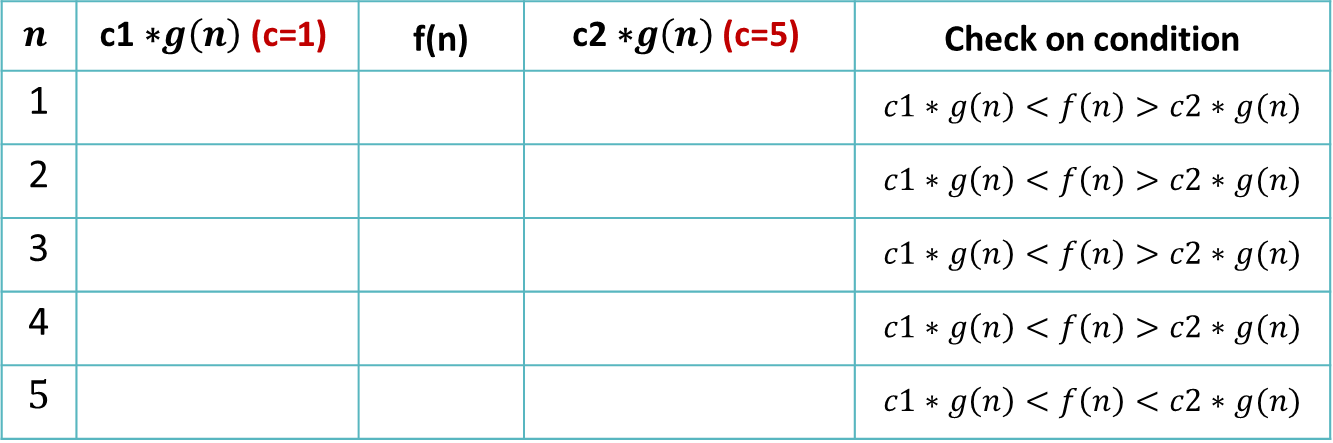 n c1 *g(n) (c=1) f(n) c2 *g(n) (c=5) Check on condition
1 c1 * g(n) < f(n) > c2 * g(n)
2 c1 * g(n) < f(n) > c2 * g(n)
3 c1 * g(n) < f(n) > c2 * g(n)
4 c1 * g(n) < f(n) > c2 * g(n)
5 c1 * g(n) < f(n) < c2 * g(n)